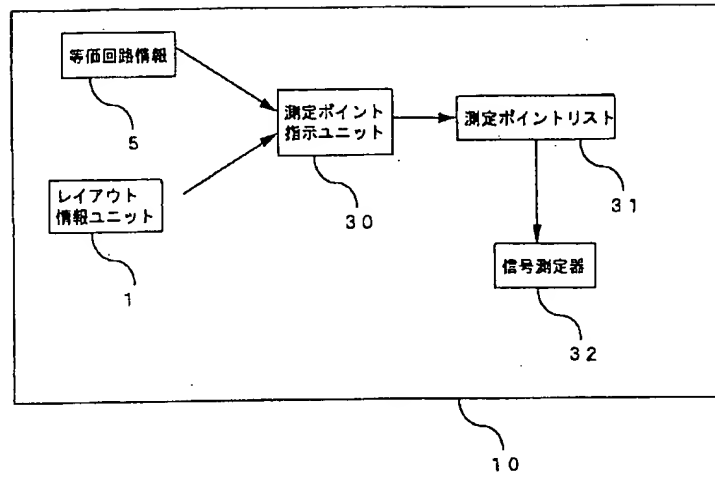 等価回路情報
5
測定ポイント
指示ユニット
30
測定ポイントリスト
31
レイアウト
情報ユニット
1
信号測定器
32
10